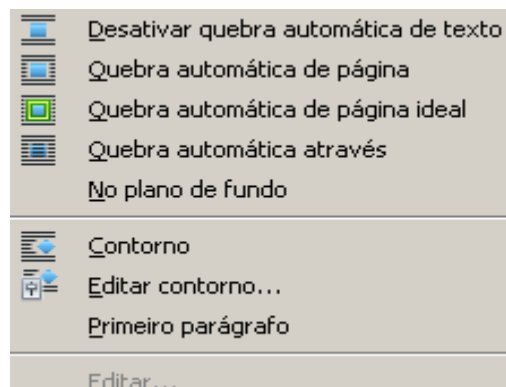 Desativar quebra automática de texto
Quebra automática de página
Quebra automática de página ideal
Quebra automática através
No plano de fundo
Contorno
Editar contorno...
Primeiro parágrafo
Editar...